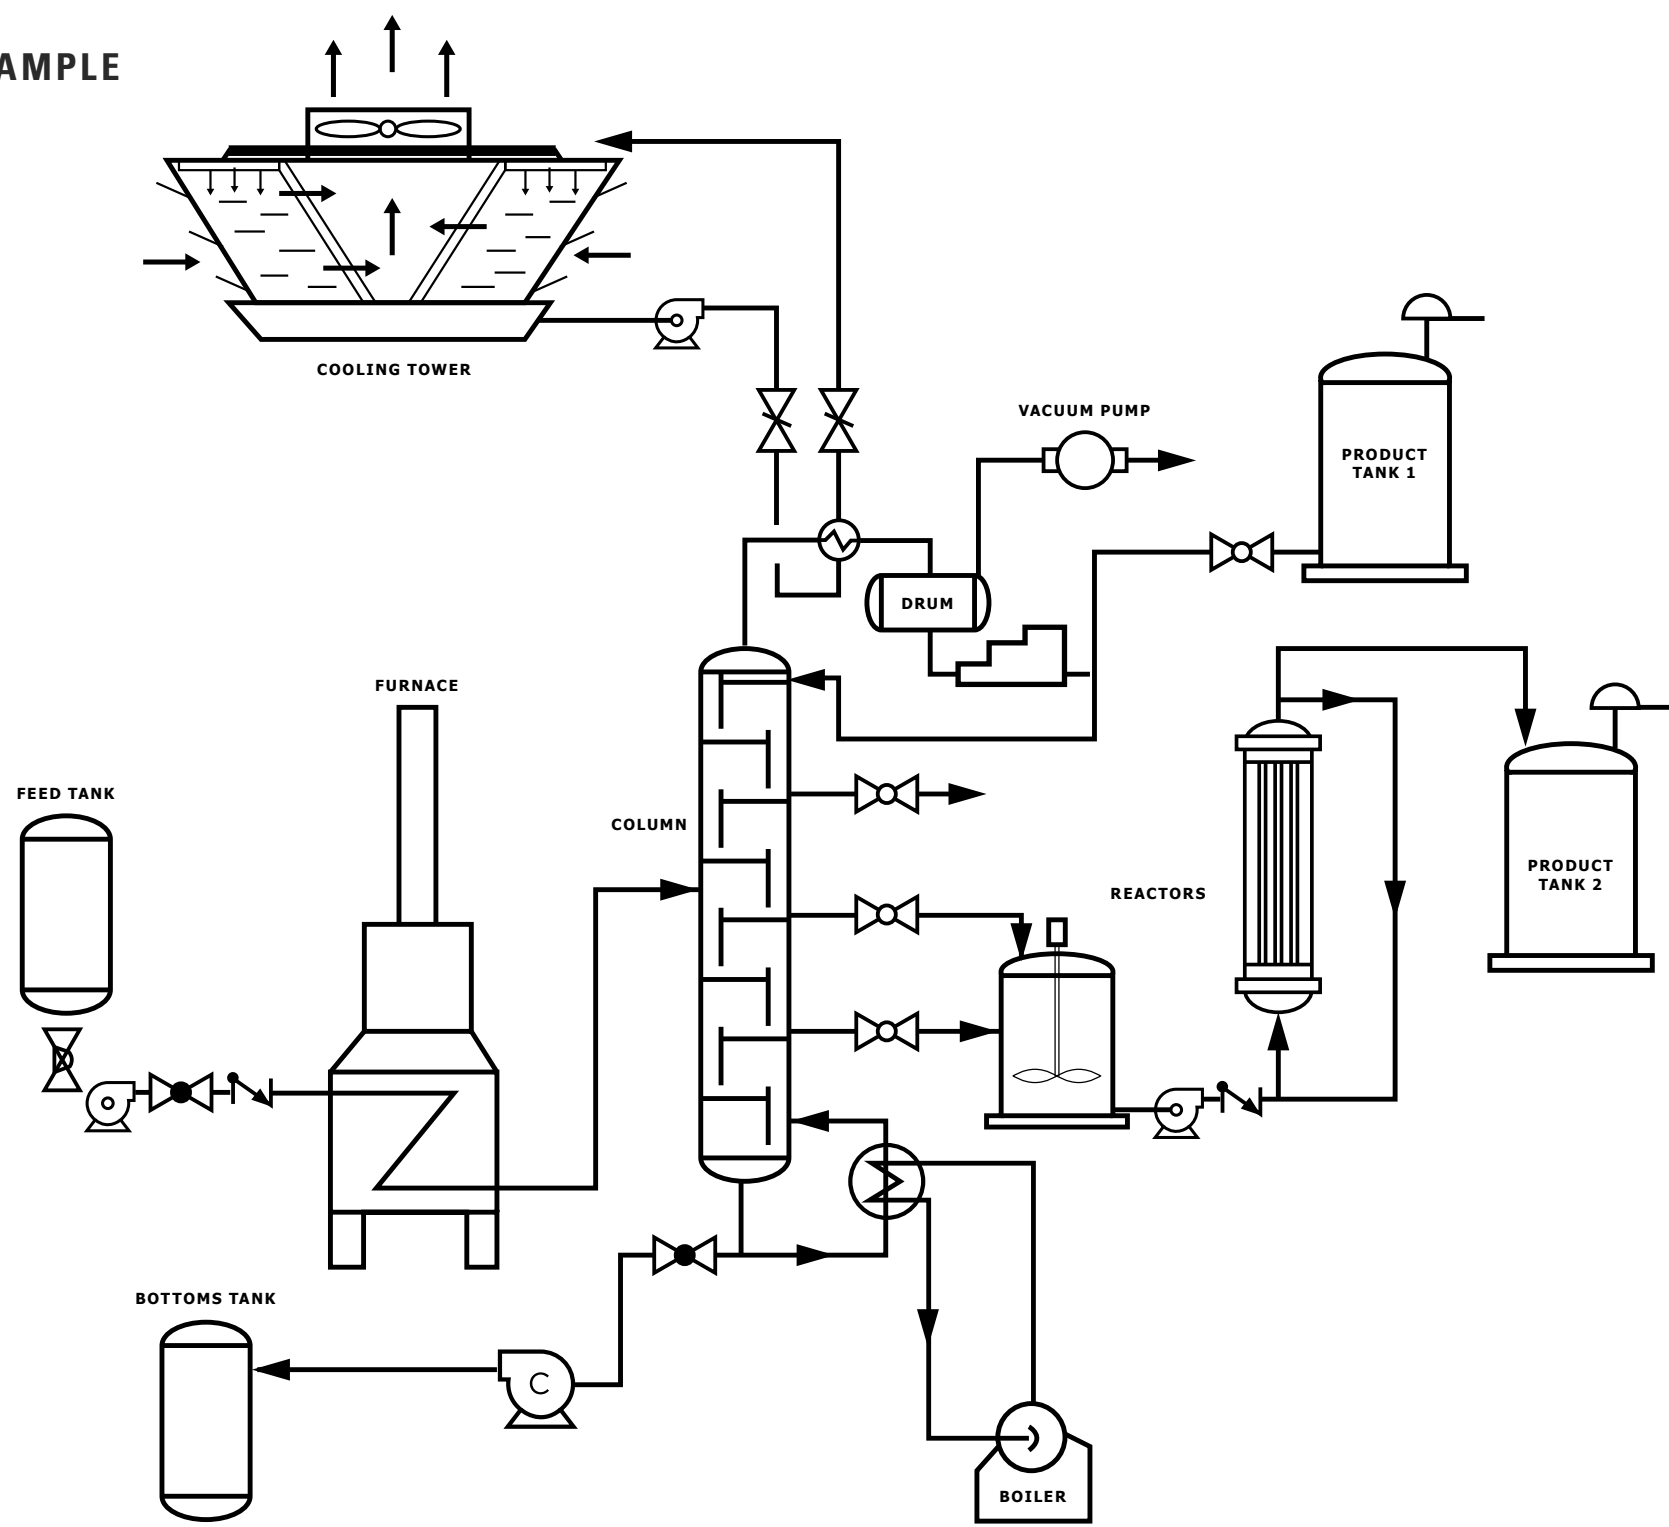 AMPLE
COOLING TOWER
VACUUM PUMP
PRODUCT
TANK 1
DRUM
FURNACE
FEED TANK
COLUMN
REACTORS
PRODUCT
TANK 2
BOTTOMS TANK
C
BOILER